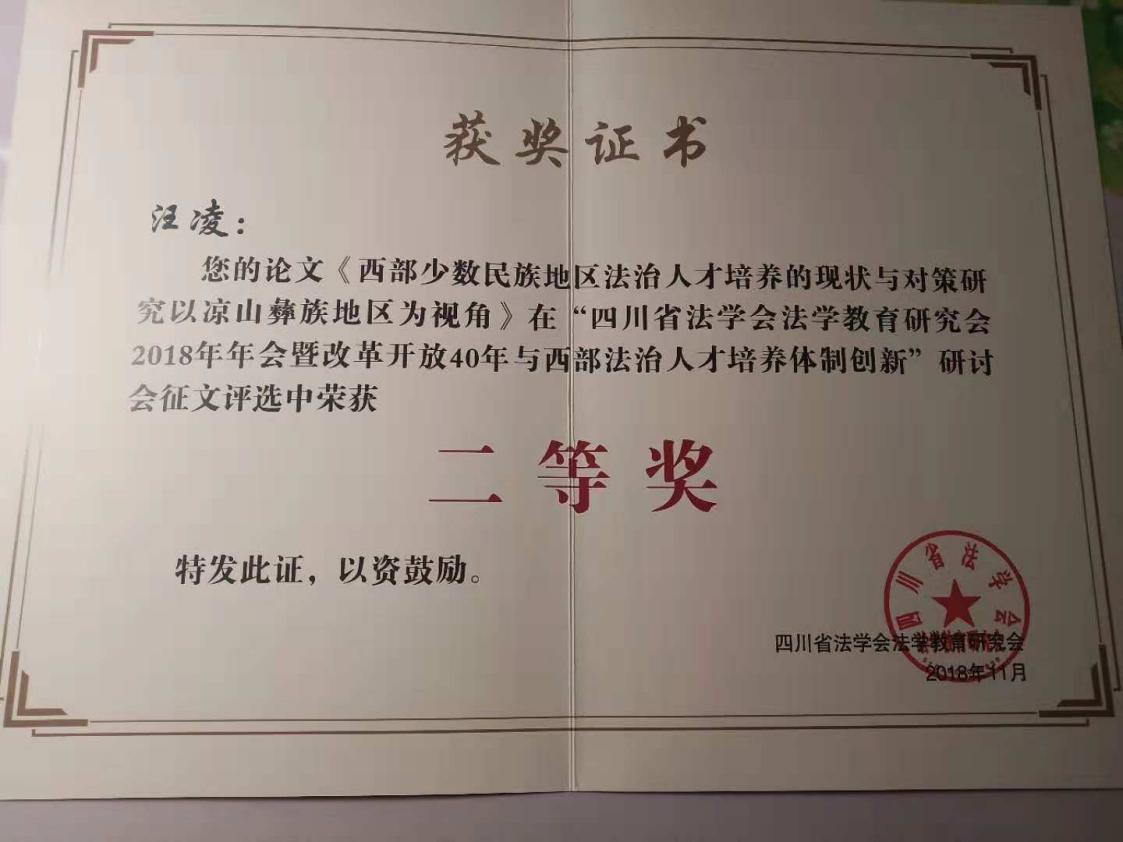 获奖证书
汪凌：
您的论文《西部少数民族地区法治人才培养的现状与对策研
究以凉山彝族地区为视角》在“四川省法学会法学教育研究会
2018年年会暨改革开放40年与西部法治人才培养体制创新”研讨
会征文评选中荣获
二等奖
特发此证，以资鼓励。
四川省法学会
四川省法学会法学教育研究会
2018年11月